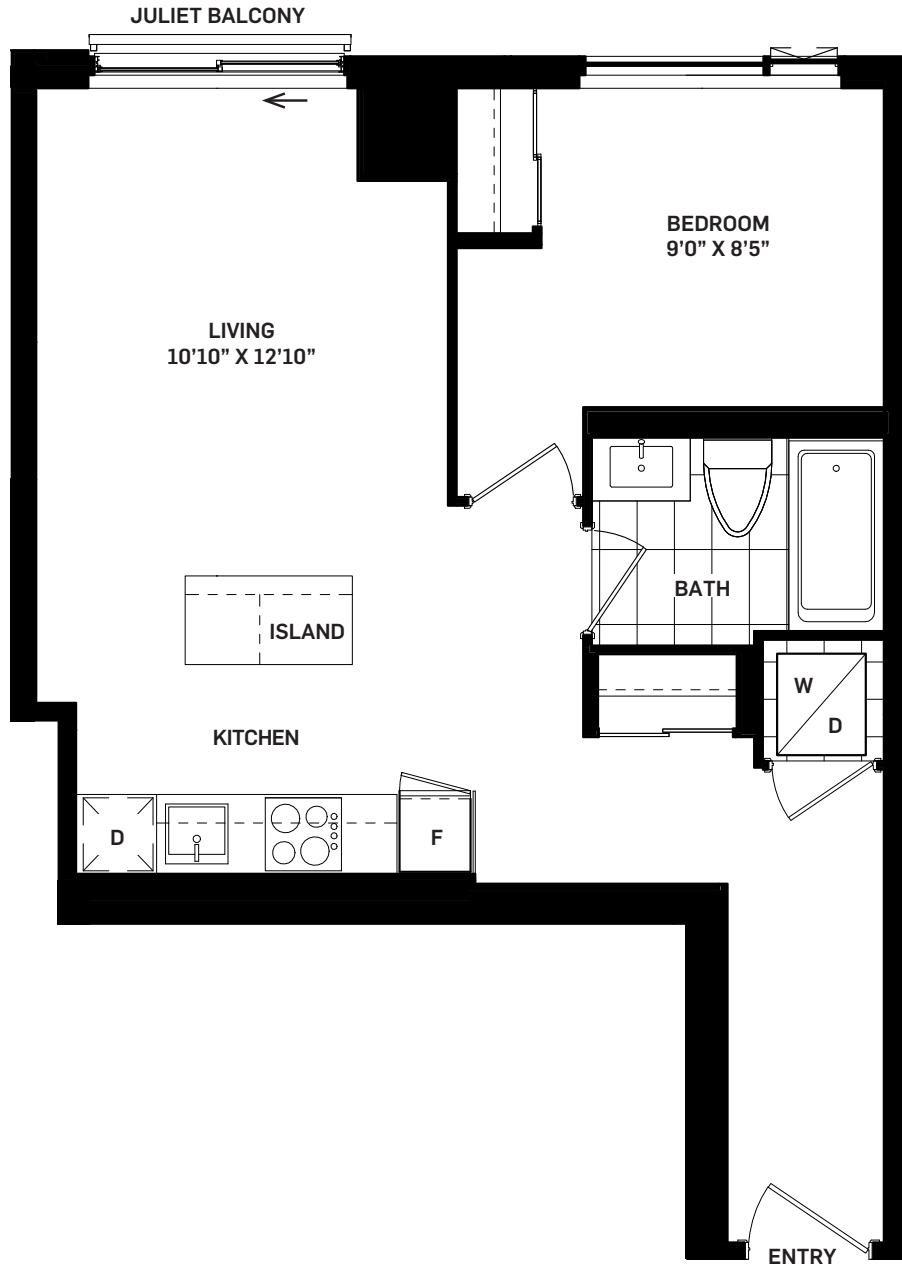 JULIET BALCONY
BEDROOM
9’0” X 8’5”
LIVING
10’10” X 12’10”
BATH
ISLAND
W
D
KITCHEN
D
F
ENTRY